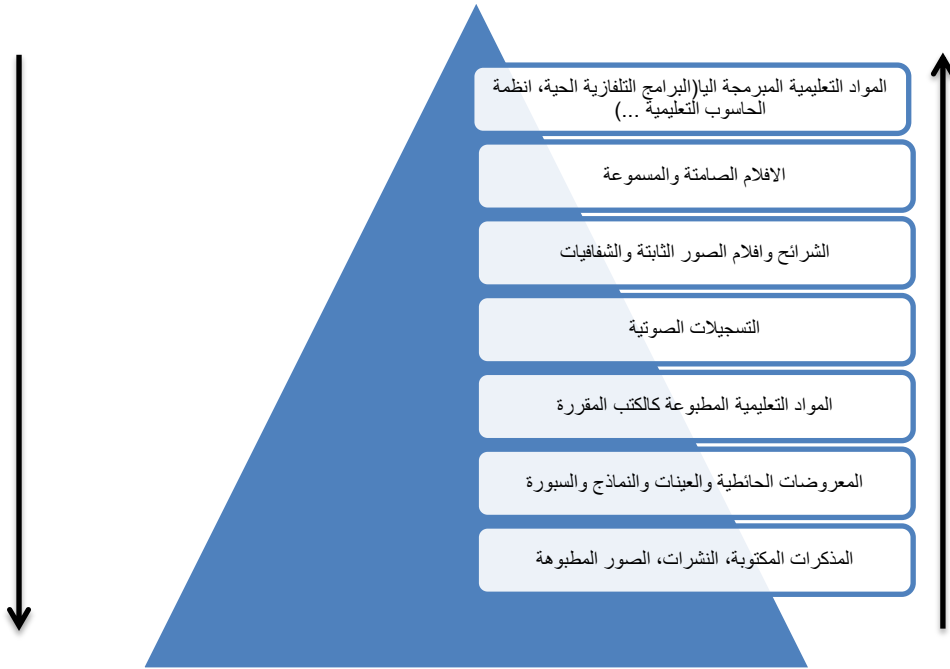 المواد التعليمية المبرمجة اليا(البرامج التلفازية الحية، انظمة
الحاسوب التعليمية ...)
الافلام الصامتة والمسموعة
الشرائح وافلام الصور الثابتة والشفافيات
التسجيلات الصوتية
المواد التعليمية المطبوعة كالكتب المقررة
المعروضات الحائطية والعينات والنماذج والسبورة
المذكرات المكتوبة، النشرات، الصور المطبوهة